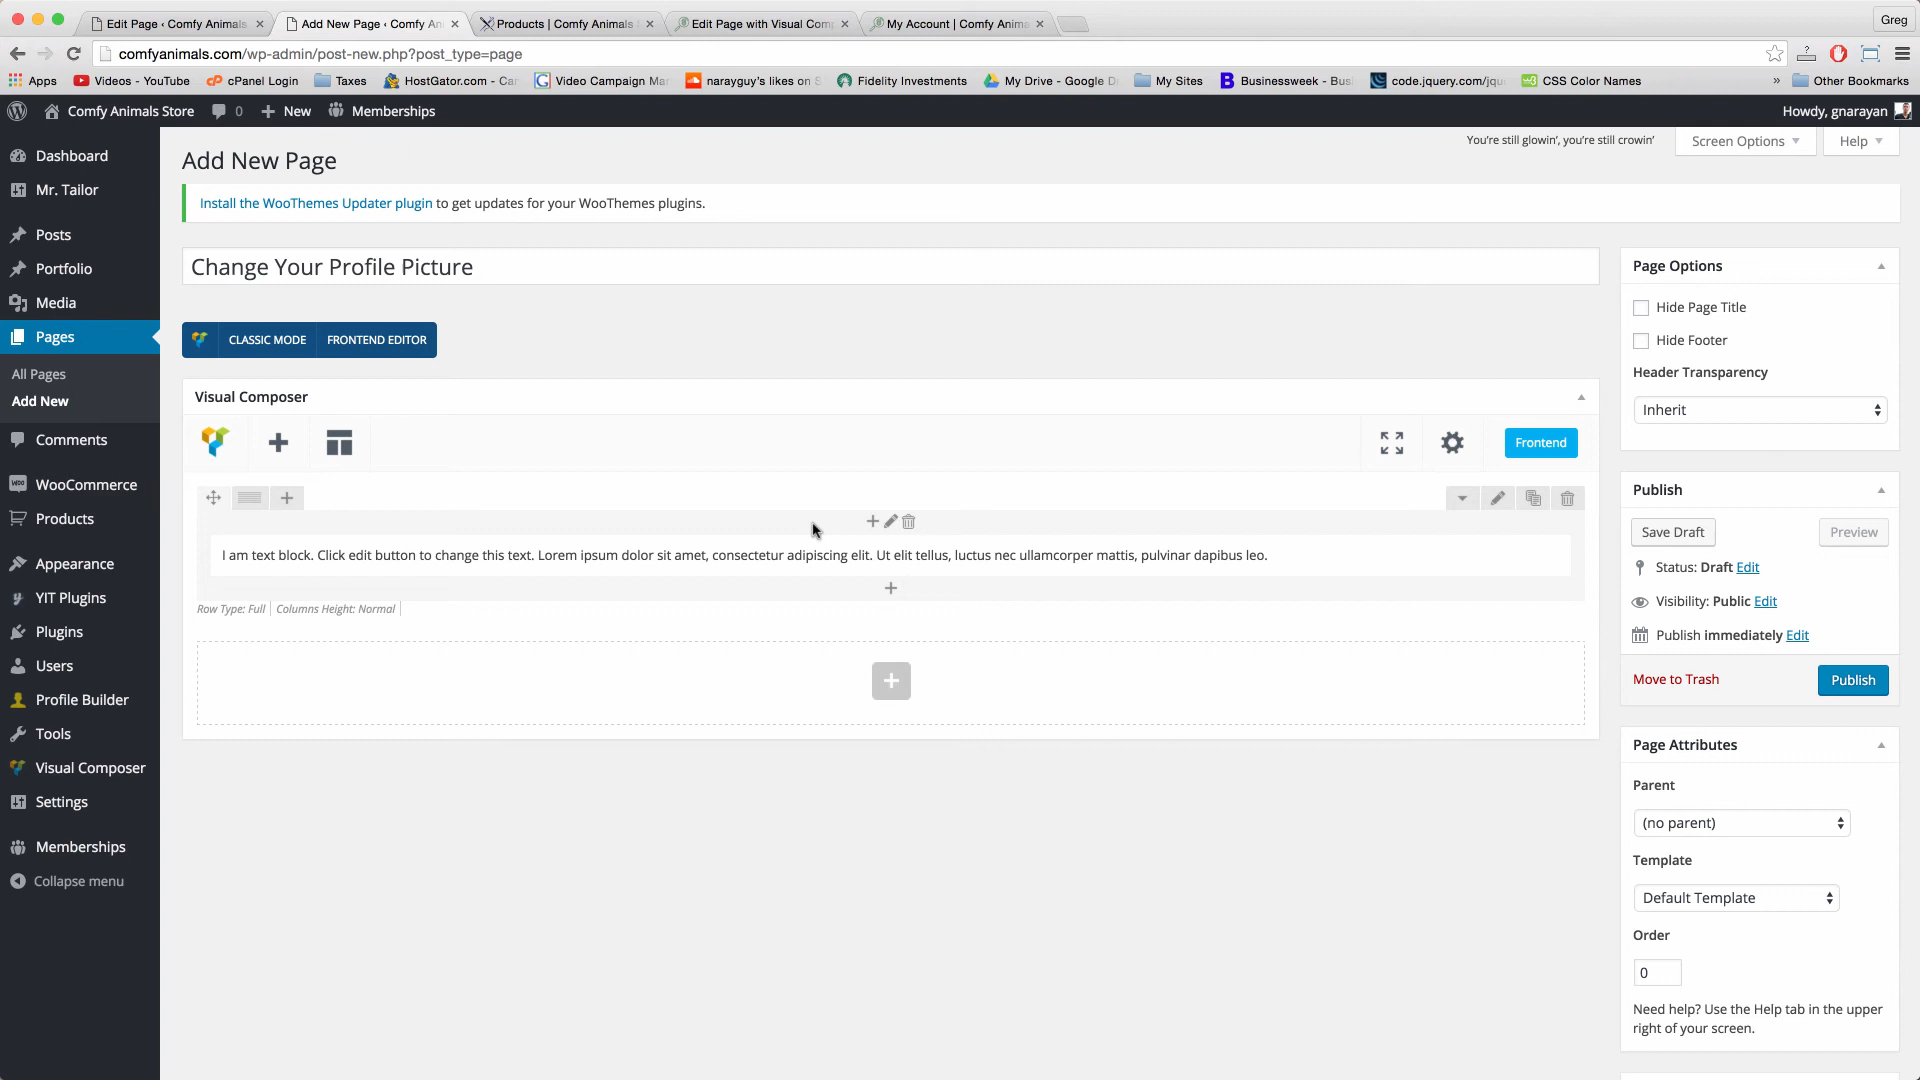 Edit Page ‹ Comfy Animals
Add New Page ‹ Comfy An
Products | Comfy Animals
Edit Page with Visual Com
My Account | Comfy Anima
Greg
comfyanimals.com/wp-admin/post-new.php?post_type=page
Apps
Videos - YouTube
cPanel Login
Taxes
HostGator.com - Car
Video Campaign Mar
narayguy's likes on S
Fidelity Investments
My Drive - Google D
My Sites
Businessweek - Busi
code.jquery.com/jqu
CSS Color Names
»
Other Bookmarks
Comfy Animals Store
0
New
Memberships
Howdy, gnarayan
Dashboard
Mr. Tailor
Posts
Portfolio
Media
Pages
All Pages
Add New
Comments
WooCommerce
Products
Appearance
YIT Plugins
Plugins
Users
Profile Builder
Tools
Visual Composer
Settings
Memberships
Collapse menu
You're still glowin', you're still crowin'
Screen Options
Help
Add New Page
Install the WooThemes Updater plugin to get updates for your WooThemes plugins.
Change Your Profile Picture
CLASSIC MODE
FRONTEND EDITOR
Visual Composer
Frontend
I am text block. Click edit button to change this text. Lorem ipsum dolor sit amet, consectetur adipiscing elit. Ut elit tellus, luctus nec ullamcorper mattis, pulvinar dapibus leo.
Row Type: Full
Columns Height: Normal
Page Options
Hide Page Title
Hide Footer
Header Transparency
Inherit
Publish
Save Draft
Preview
Status: Draft Edit
Visibility: Public Edit
Publish immediately Edit
Move to Trash
Publish
Page Attributes
Parent
(no parent)
Template
Default Template
Order
0
Need help? Use the Help tab in the upper
right of your screen.